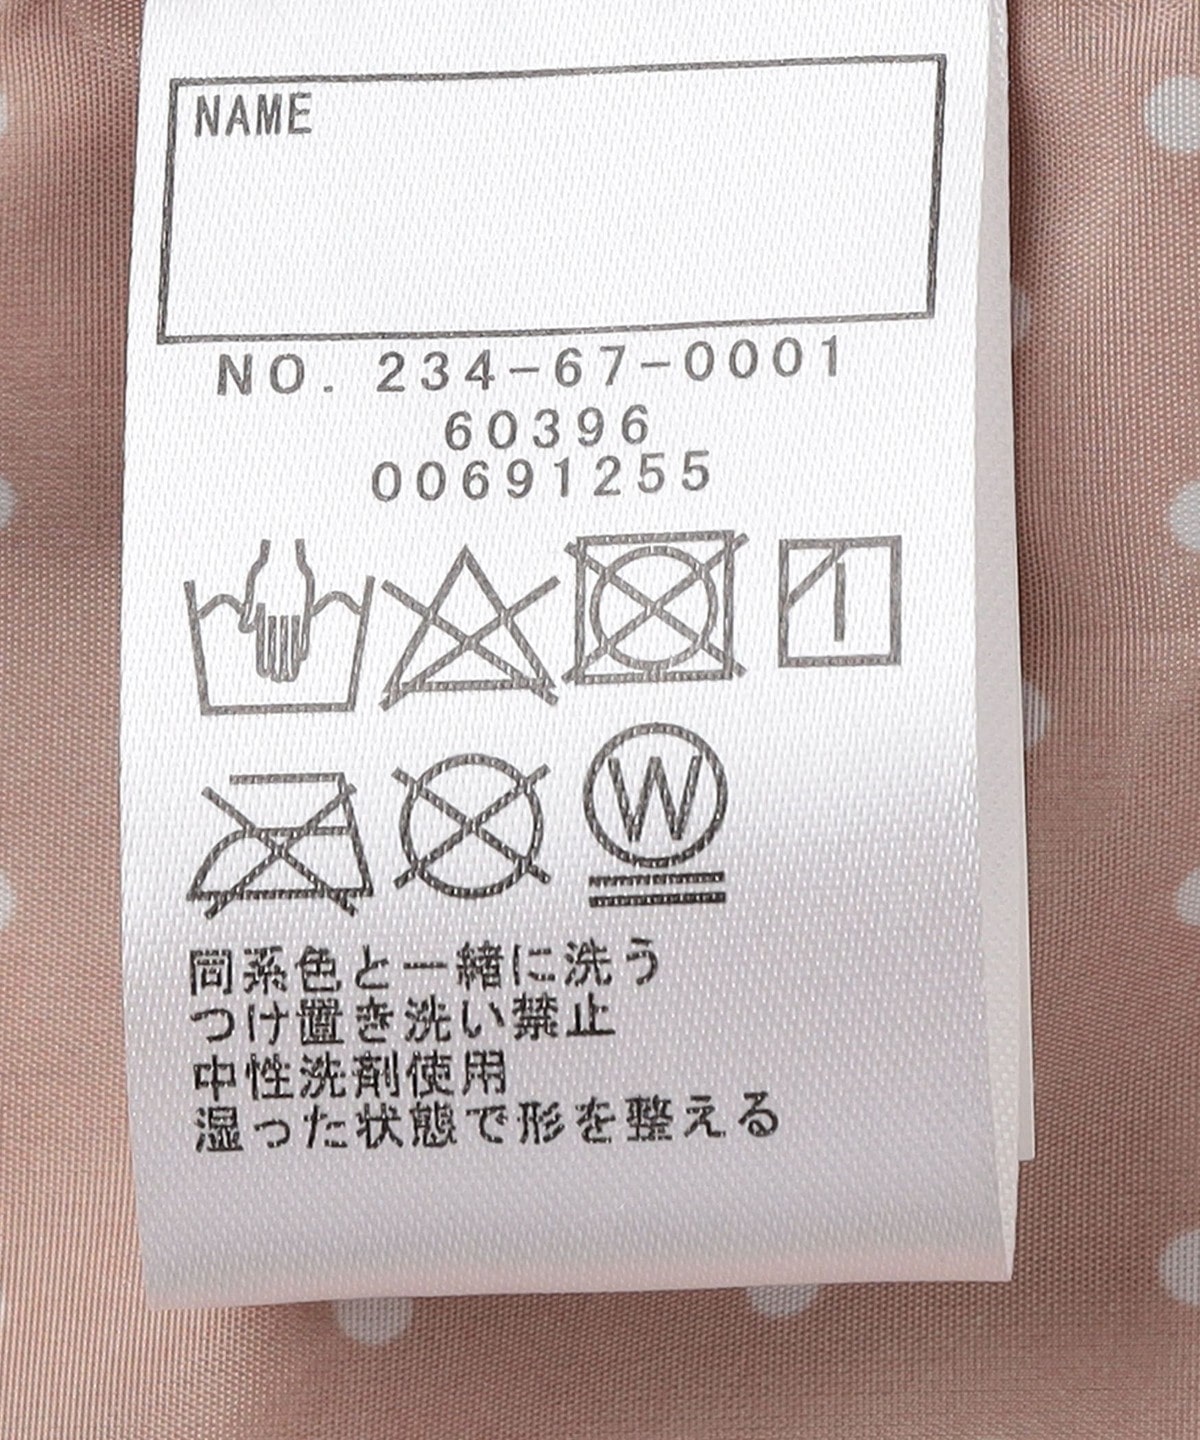 NAME
NO. 234-67-0001
60396
00691255
W
同系色と一緒に洗う
つけ置き洗い禁止
中性洗剤使用
湿った状態で形を整える